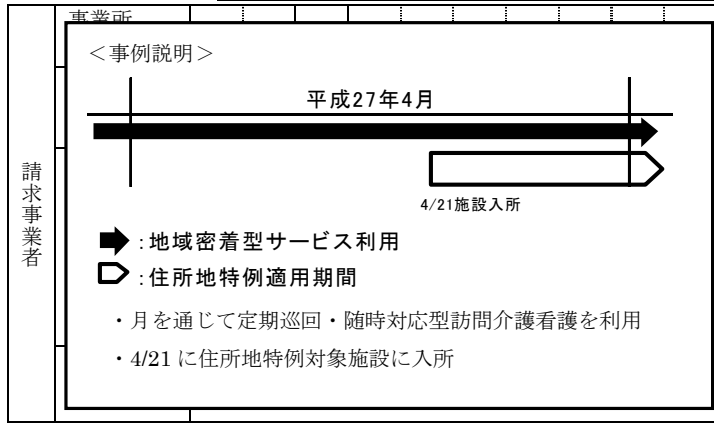 事業所
<事例説明>
平成27年4月
4/21施設入所
請求事業者
:地域密着型サービス利用
:住所地特例適用期間
・月を通じて定期巡回・随時対応型訪問介護看護を利用
・4/21に住所地特例対象施設に入所